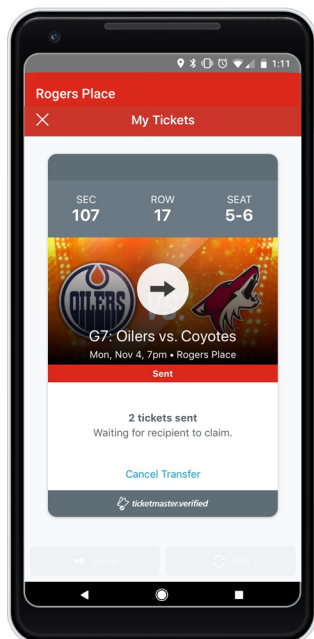 1:11
Rogers Place
My Tickets
SEC ROW SEAT
107 17 5-6
OILERS VS.
G7: Oilers vs. Coyotes
Mon, Nov 4, 7pm • Rogers Place
Sent
2 tickets sent
Waiting for recipient to claim.
Cancel Transfer
ticketmaster.verified
Send Sell